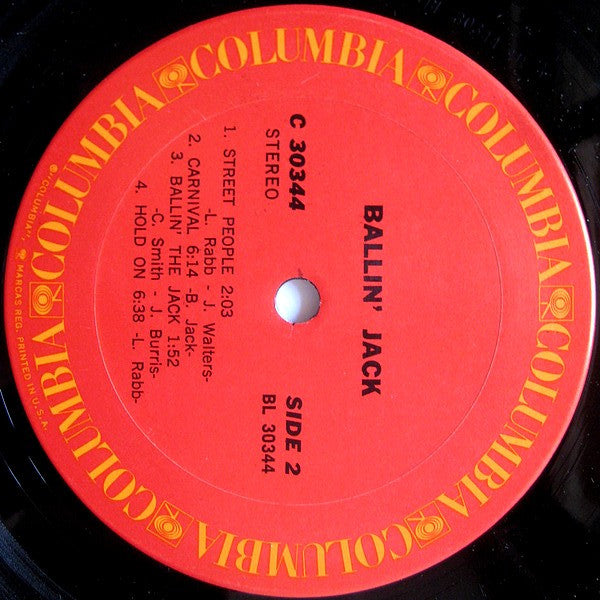 COLUMBIA COLUMBIA COLUMBIA COLUMBIA COLUMBIA COLUMBIA
BALLIN' JACK
C 30344
STEREO
SIDE 2
BL 30344
1. STREET PEOPLE 2:03
-L. Rabb - J. Walters-
2. CARNIVAL 6:14 -B. Jack-
3. BALLIN' THE JACK 1:52
-C. Smith - J. Burris-
4. HOLD ON 6:38 -L. Rabb-
® "COLUMBIA", MARCAS REG. PRINTED IN U.S.A.